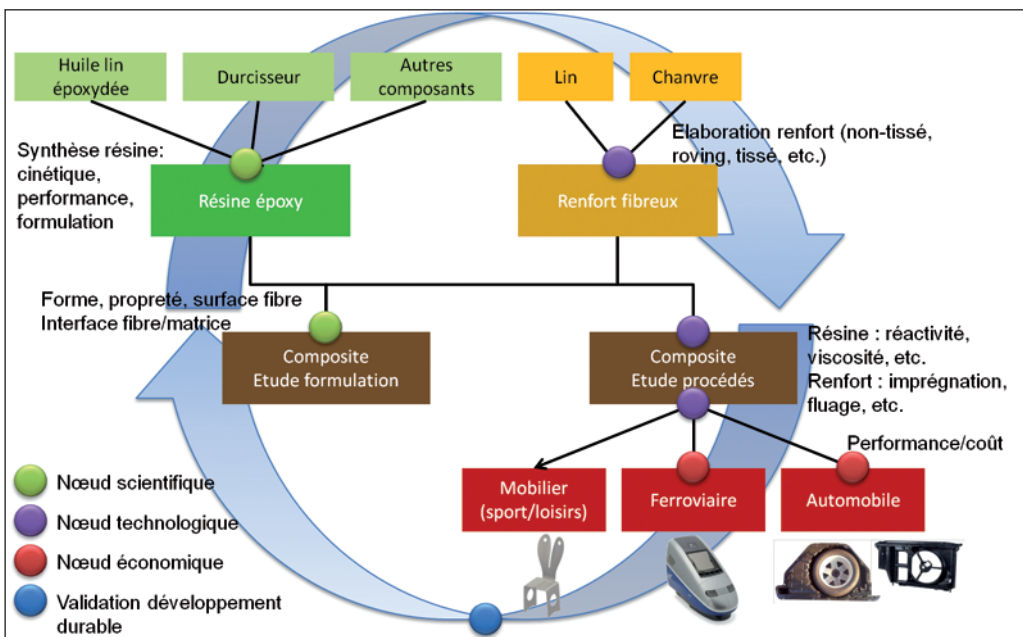 Huile lin
époxydée
Durcisseur
Autres
composants
Lin
Chanvre
Synthèse résine:
cinétique,
performance,
formulation
Elaboration renfort (non-tissé,
roving, tissé, etc.)
Résine époxy
Renfort fibreux
Forme, propreté, surface fibre
Interface fibre/matrice
Composite
Etude formulation
Composite
Etude procédés
Résine : réactivité,
viscosité, etc.
Renfort : imprégnation,
fluage, etc.
Performance/coût
Mobilier
(sport/loisirs)
Ferroviaire
Automobile
Nœud scientifique
Nœud technologique
Nœud économique
Validation développement
durable